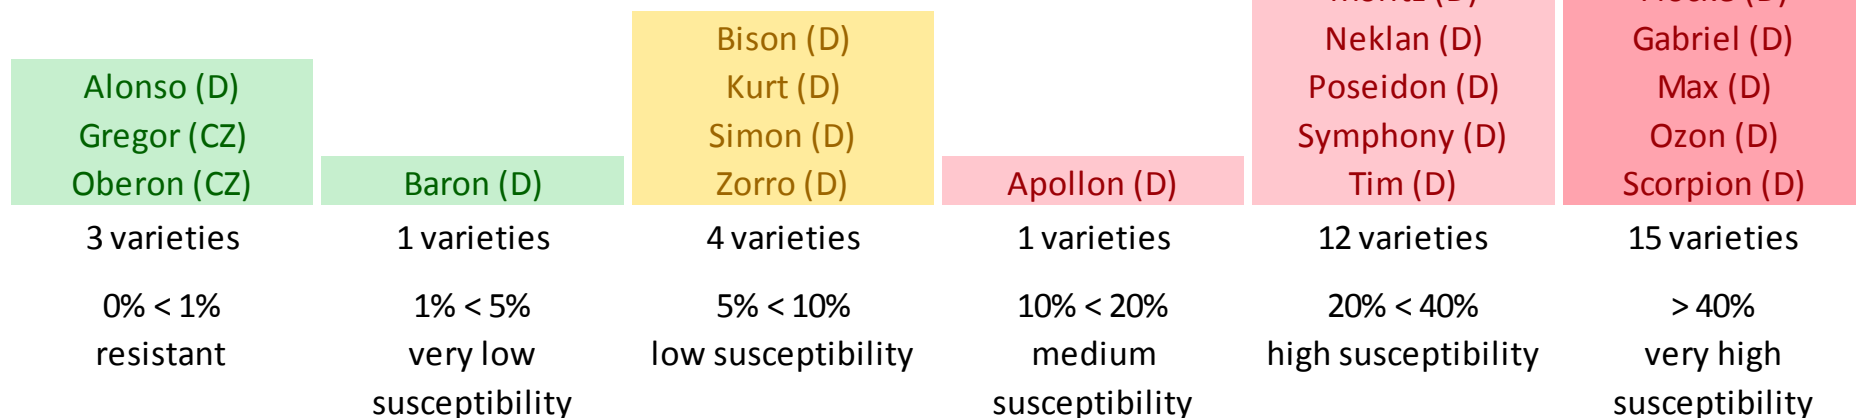 Bison (D)
Neklan (D)
Gabriel (D)
Alonso (D)
Kurt (D)
Poseidon (D)
Max (D)
Gregor (CZ)
Simon (D)
Symphony (D)
Ozon (D)
Oberon (CZ)
Baron (D)
Zorro (D)
Apollon (D)
Tim (D)
Scorpion (D)
3 varieties
1 varieties
4 varieties
1 varieties
12 varieties
15 varieties
0% < 1%
1% < 5%
5% < 10%
10% < 20%
20% < 40%
> 40%
resistant
very low
low susceptibility
medium
high susceptibility
very high
susceptibility
susceptibility
susceptibility